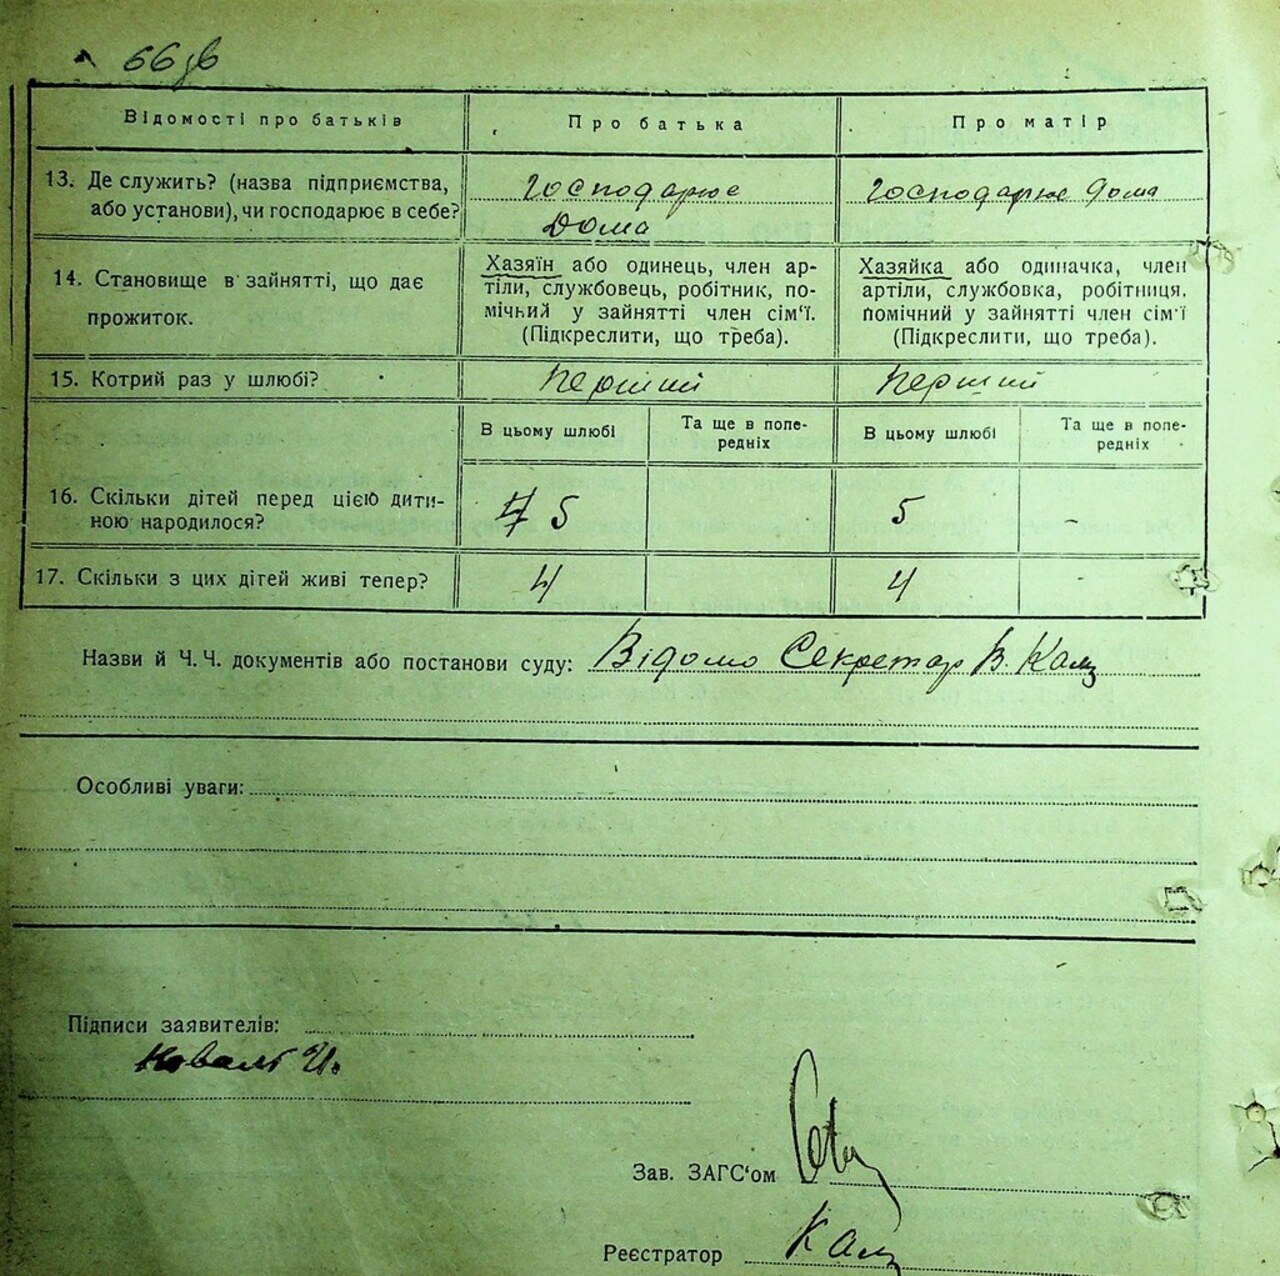 66 зв
Відомості про батьків Про батька Про матір
13. Де служить? (назва підприємства, або установи), чи господарює в себе?
Господарює
Дома
Господарює дома
14. Становище в зайнятті, що дає прожиток.
Хазяїн або одинець, член ар-
тіли, службовець, робітник, по-
мічний у зайнятті член сім'ї.
(Підкреслити, що треба).
Хазяйка або одиначка, член
артіли, службовка, робітниця,
помічний у зайнятті член сім'ї
(Підкреслити, що треба).
15. Котрий раз у шлюбі? Перший Перший
В цьому шлюбі Та ще в попе-
редніх В цьому шлюбі Та ще в попе-
редніх
16. Скільки дітей перед цією дити-
ною народилося? 5 5 -
17. Скільки з цих дітей живі тепер? 4 4 -
Назви й Ч. Ч. документів або постанови суду: Відомо Секретар В. Кац
Особливі уваги:
Підписи заявителів:
Коваль И.
Зав. ЗАГС'ом
Реєстратор Кац